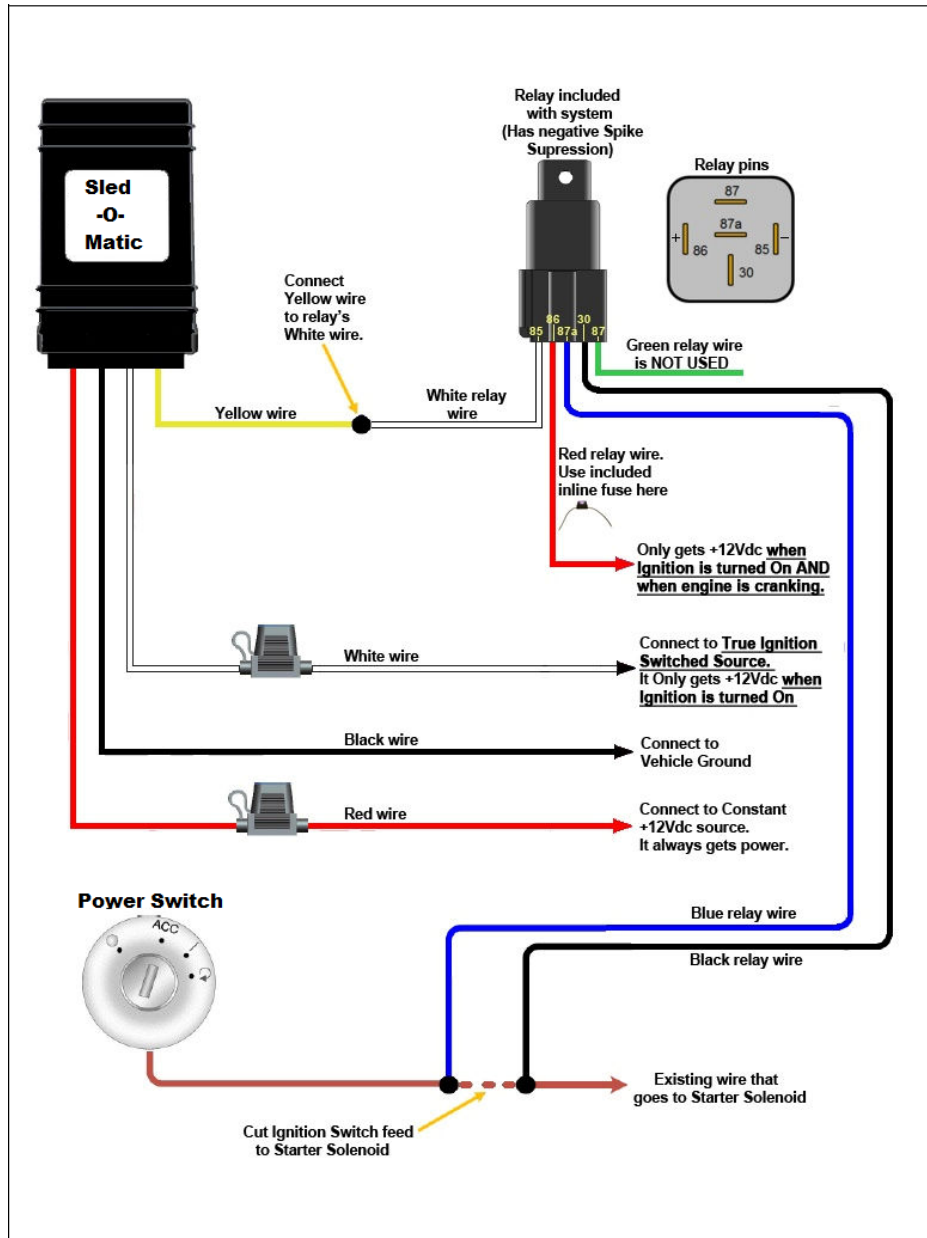 Sled
-O-
Matic
Relay included
with system
(Has negative Spike
Supression)
Relay pins
87
87a
+
86
85
-
30
Connect
Yellow wire
to relay's
White wire.
85
86
87a
30
87
Green relay wire
is NOT USED
Yellow wire
White relay
wire
Red relay wire.
Use included
inline fuse here
Only gets +12Vdc when
Ignition is turned On AND
when engine is cranking.
White wire
Connect to True Ignition
Switched Source.
It Only gets +12Vdc when
Ignition is turned On
Black wire
Connect to
Vehicle Ground
Red wire
Connect to Constant
+12Vdc source.
It always gets power.
Power Switch
ACC
I
Blue relay wire
Black relay wire
Existing wire that
goes to Starter Solenoid
Cut Ignition Switch feed
to Starter Solenoid